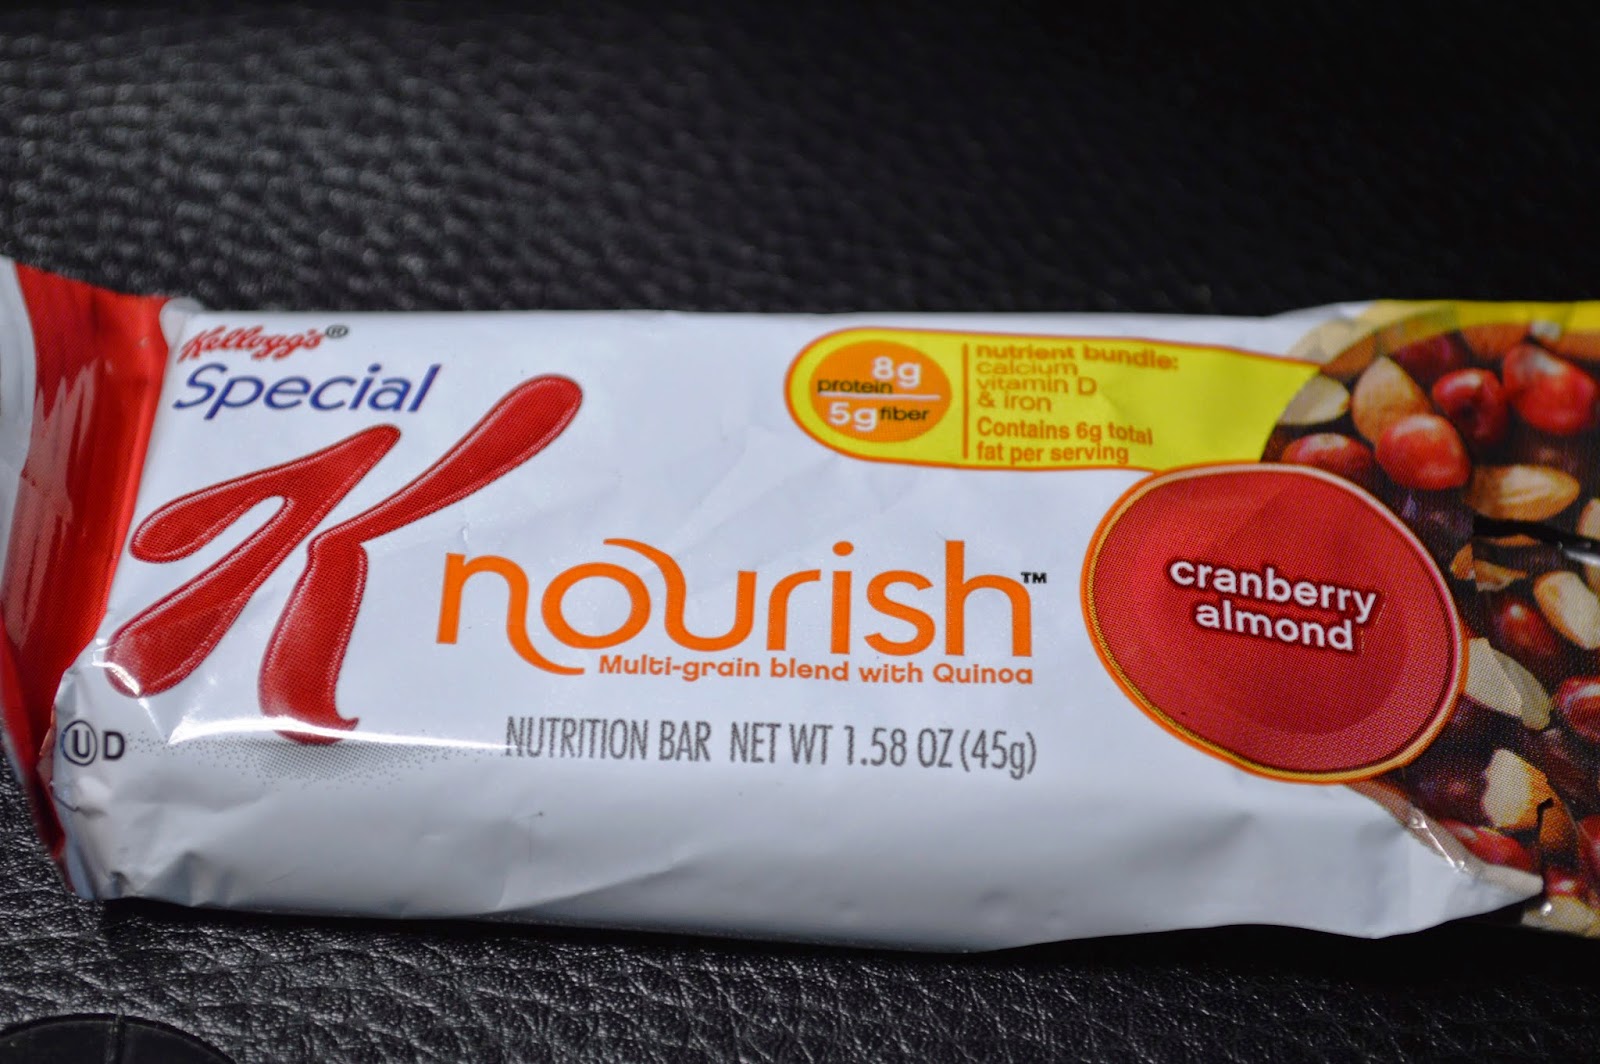 Kellogg's®
Special
K
nourish™
Multi-grain blend with Quinoa
NUTRITION BAR NET WT 1.58 OZ (45g)
U D
8g
protein
5g fiber
nutrient bundle:
calcium
vitamin D
& iron
Contains 6g total
fat per serving
cranberry
almond